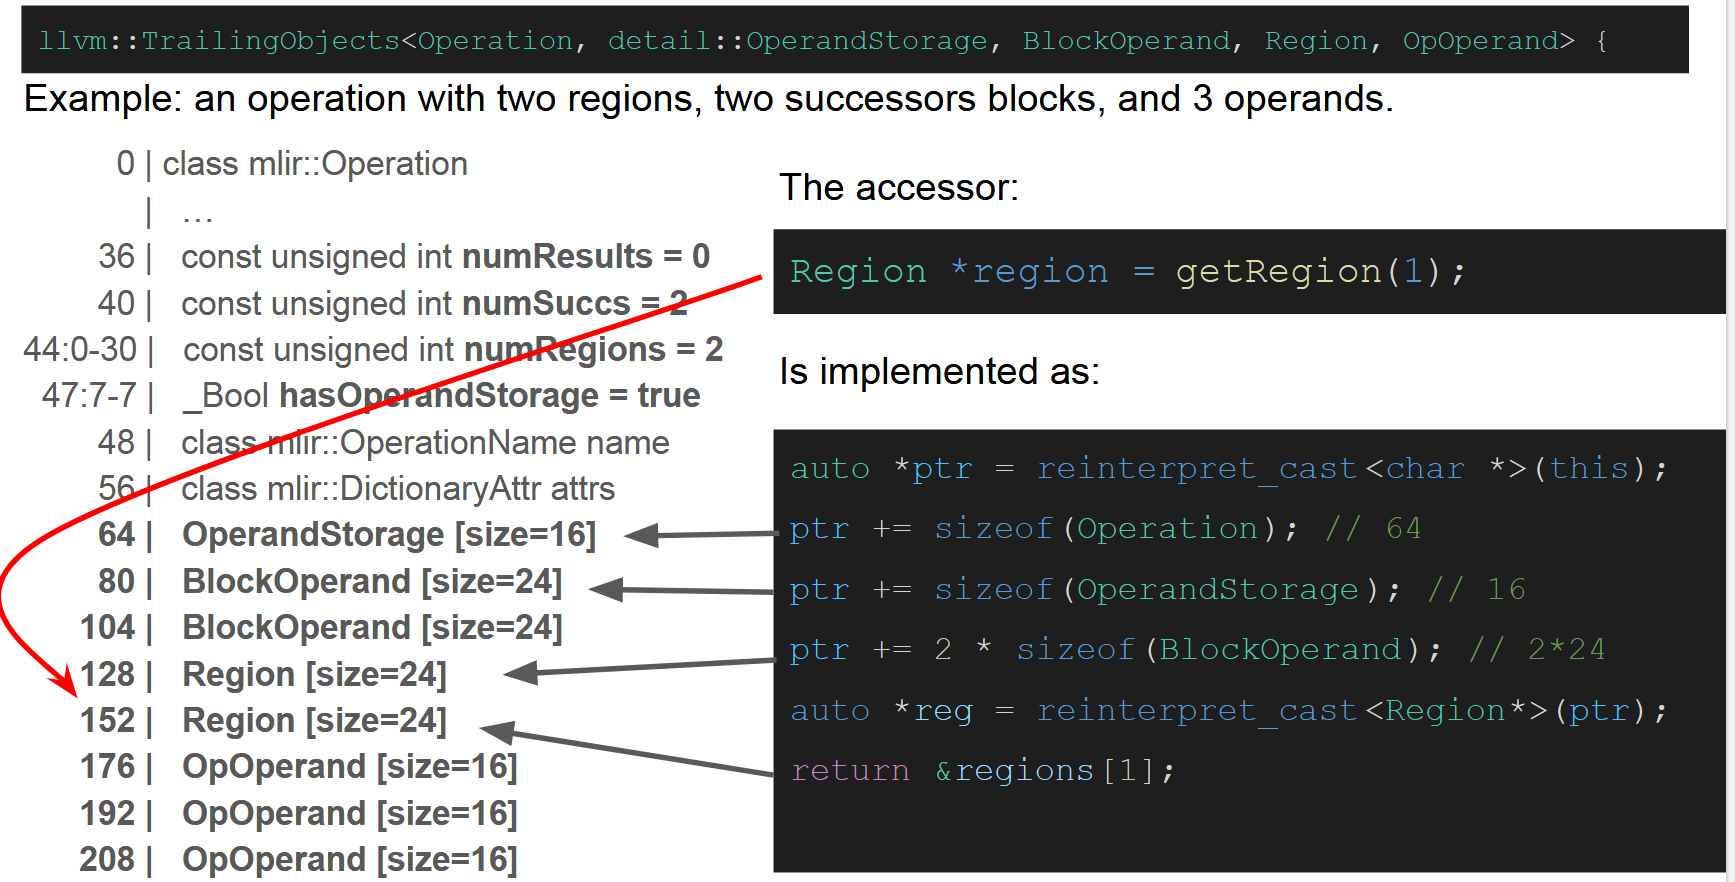 llvm::TrailingObjects<Operation, detail::OperandStorage, BlockOperand, Region, OpOperand> {
Example: an operation with two regions, two successors blocks, and 3 operands.
0 | class mlir::Operation
| ...
36 | const unsigned int numResults = 0
40 | const unsigned int numSuccs = 2
44:0-30 | const unsigned int numRegions = 2
47:7-7 | _Bool hasOperandStorage = true
48 | class mlir::OperationName name
56 | class mlir::DictionaryAttr attrs
64 | OperandStorage [size=16]
80 | BlockOperand [size=24]
104 | BlockOperand [size=24]
128 | Region [size=24]
152 | Region [size=24]
176 | OpOperand [size=16]
192 | OpOperand [size=16]
208 | OpOperand [size=16]
The accessor:
Region *region = getRegion(1);
Is implemented as:
auto *ptr = reinterpret_cast<char *>(this);
ptr += sizeof(Operation); // 64
ptr += sizeof(OperandStorage); // 16
ptr += 2 * sizeof(BlockOperand); // 2*24
auto *reg = reinterpret_cast<Region*>(ptr);
return &regions[1];